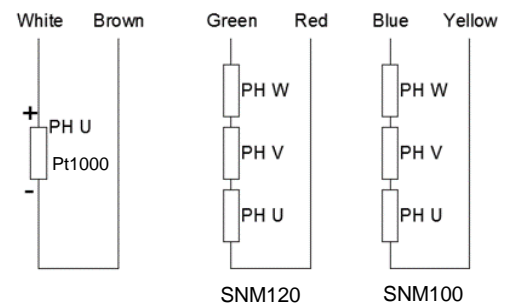 White Brown Green Red Blue Yellow
PH W PH W
+
PH U
PH V PH V
Pt1000
-
PH U PH U
SNM120 SNM100